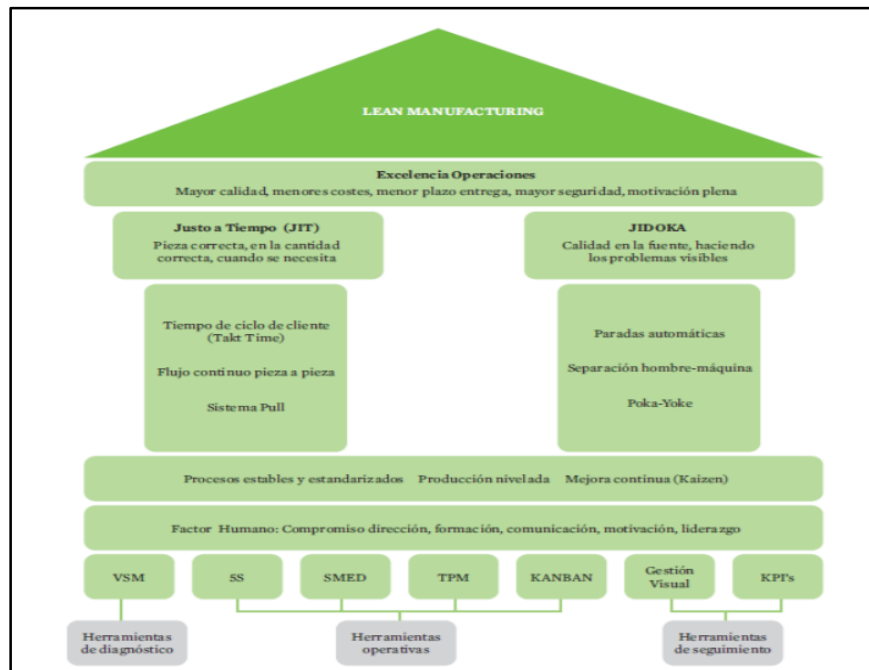 LEAN MANUFACTURING
Excelencia Operaciones
Mayor calidad, menores costes, menor plazo entrega, mayor seguridad, motivación plena
Justo a Tiempo (JIT)
Pieza correcta, en la cantidad
correcta, cuando se necesita
JIDOKA
Calidad en la fuente, haciendo
los problemas visibles
Tiempo de ciclo de cliente
(Takt Time)
Flujo continuo pieza a pieza
Sistema Pull
Paradas automáticas
Separación hombre-máquina
Poka-Yoke
Procesos estables y estandarizados Producción nivelada Mejora continua (Kaizen)
Factor Humano: Compromiso dirección, formación, comunicación, motivación, liderazgo
VSM
5S
SMED
TPM
KANBAN
Gestión
Visual
KPI's
Herramientas
de diagnóstico
Herramientas
operativas
Herramientas
de seguimiento